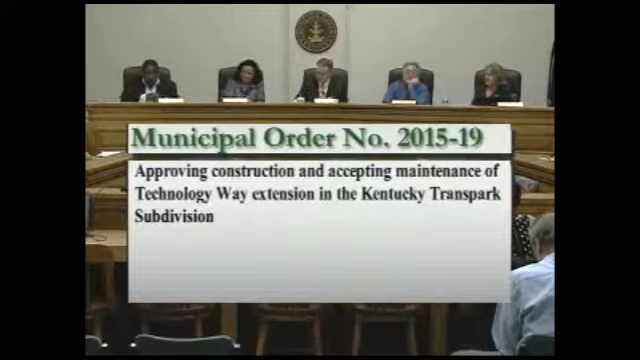 Municipal Order No. 2015-19
Approving construction and accepting maintenance of
Technology Way extension in the Kentucky Transpark
Subdivision